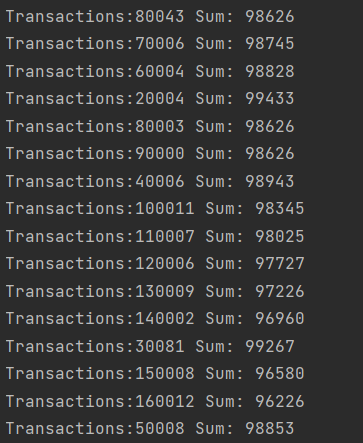 Transactions:80043 Sum: 98626
Transactions:70006 Sum: 98745
Transactions:60004 Sum: 98828
Transactions:20004 Sum: 99433
Transactions:80003 Sum: 98626
Transactions:90000 Sum: 98626
Transactions:40006 Sum: 98943
Transactions:100011 Sum: 98345
Transactions:110007 Sum: 98025
Transactions:120006 Sum: 97727
Transactions:130009 Sum: 97226
Transactions:140002 Sum: 96960
Transactions:30081 Sum: 99267
Transactions:150008 Sum: 96580
Transactions:160012 Sum: 96226
Transactions:50008 Sum: 98853